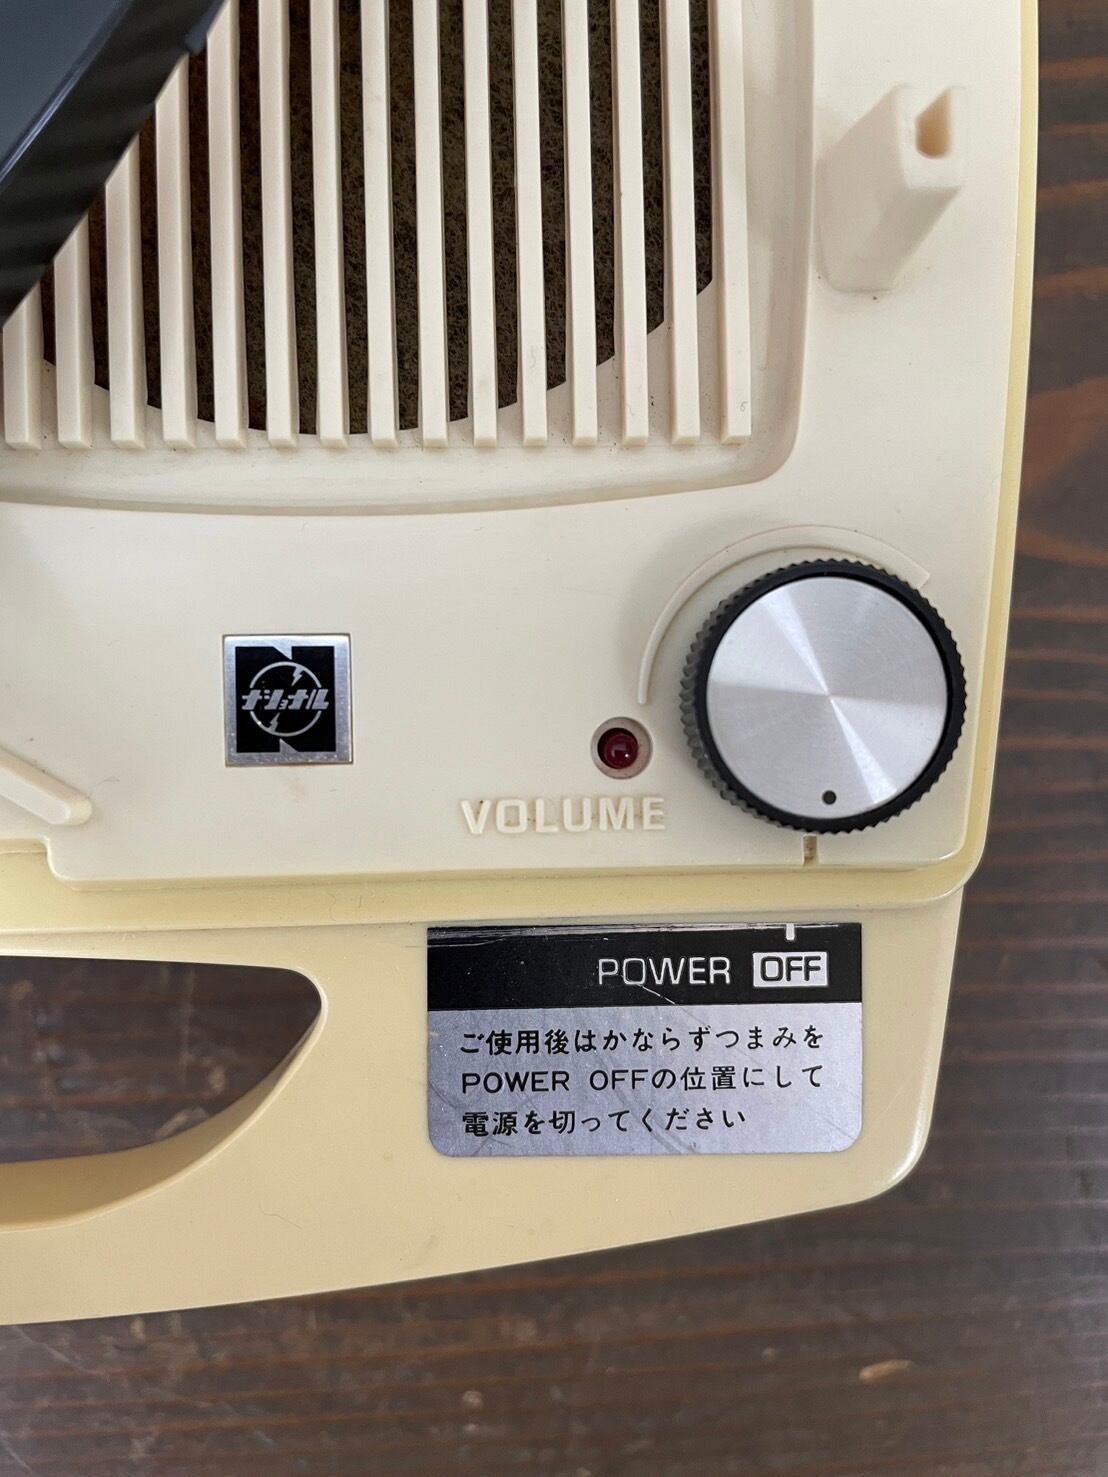 ナショナル
VOLUME
POWER OFF
ご使用後はかならずつまみを
POWER OFFの位置にして
電源を切ってください